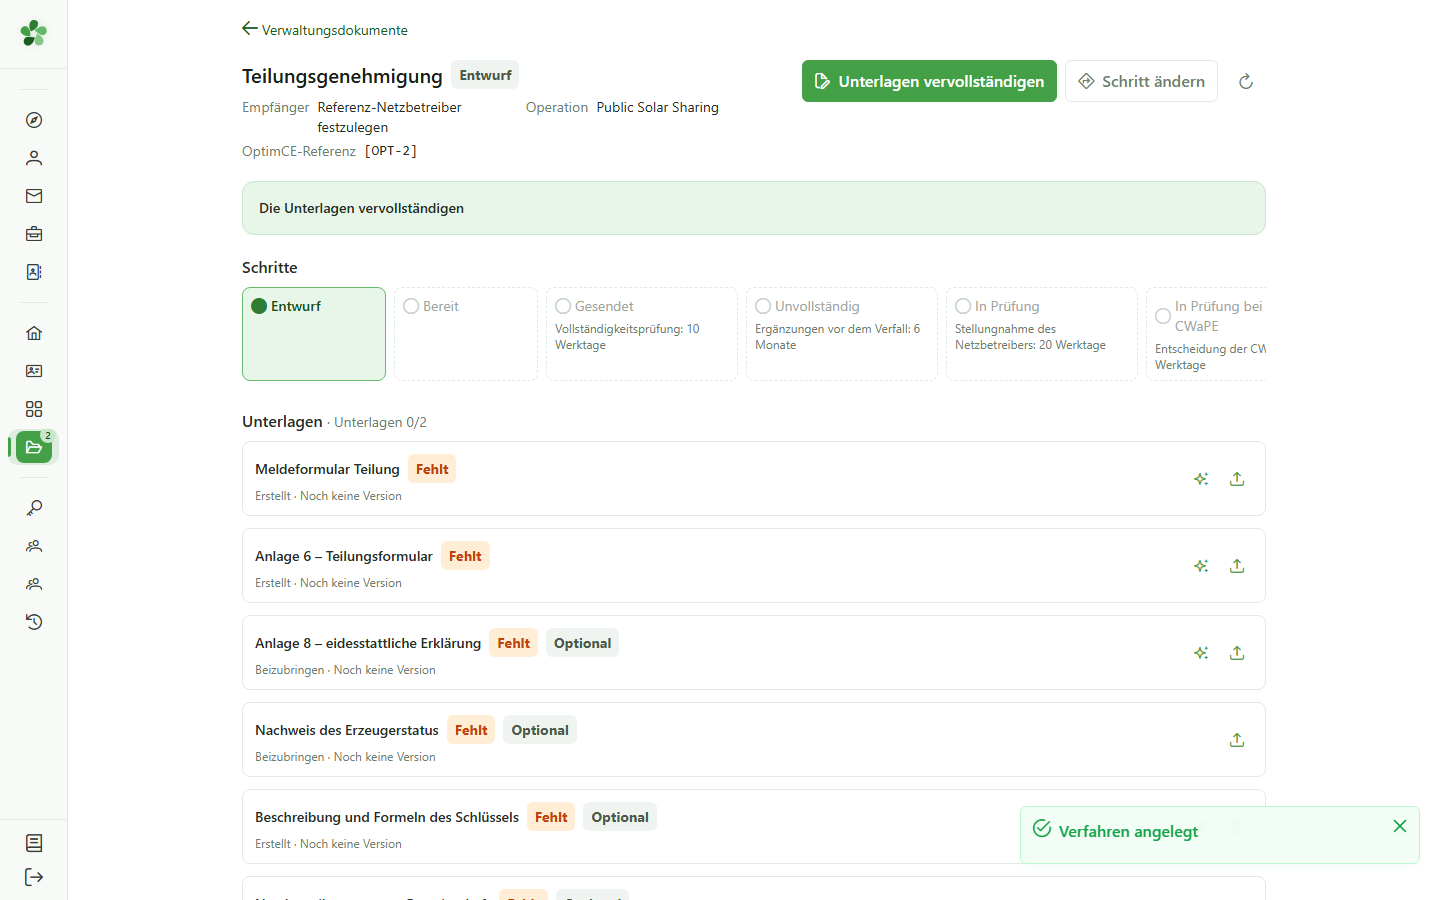 Verwaltungsdokumente
Teilungsgenehmigung Entwurf
Unterlagen vervollständigen
Schritt ändern
Empfänger Referenz-Netzbetreiber festzulegen
Operation Public Solar Sharing
OptimCE-Referenz [OPT-2]
Die Unterlagen vervollständigen
Schritte
Entwurf
Bereit
Gesendet
Vollständigkeitsprüfung: 10
Werktage
Unvollständig
Ergänzungen vor dem Verfall: 6
Monate
In Prüfung
Stellungnahme des
Netzbetreibers: 20 Werktage
In Prüfung bei
CWaPE
Entscheidung der CW
Werktage
2
Unterlagen · Unterlagen 0/2
Meldeformular Teilung Fehlt
Erstellt · Noch keine Version
Anlage 6 – Teilungsformular Fehlt
Erstellt · Noch keine Version
Anlage 8 – eidesstattliche Erklärung Fehlt Optional
Beizubringen · Noch keine Version
Nachweis des Erzeugerstatus Fehlt Optional
Beizubringen · Noch keine Version
Beschreibung und Formeln des Schlüssels Fehlt Optional
Erstellt · Noch keine Version
Verfahren angelegt